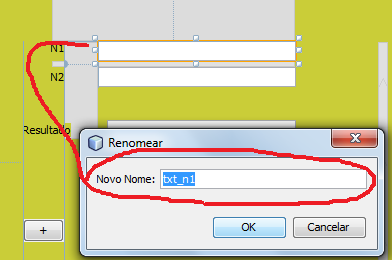 N1
N2
Resultado
Renomear
Novo Nome: txt_n1
+
OK Cancelar